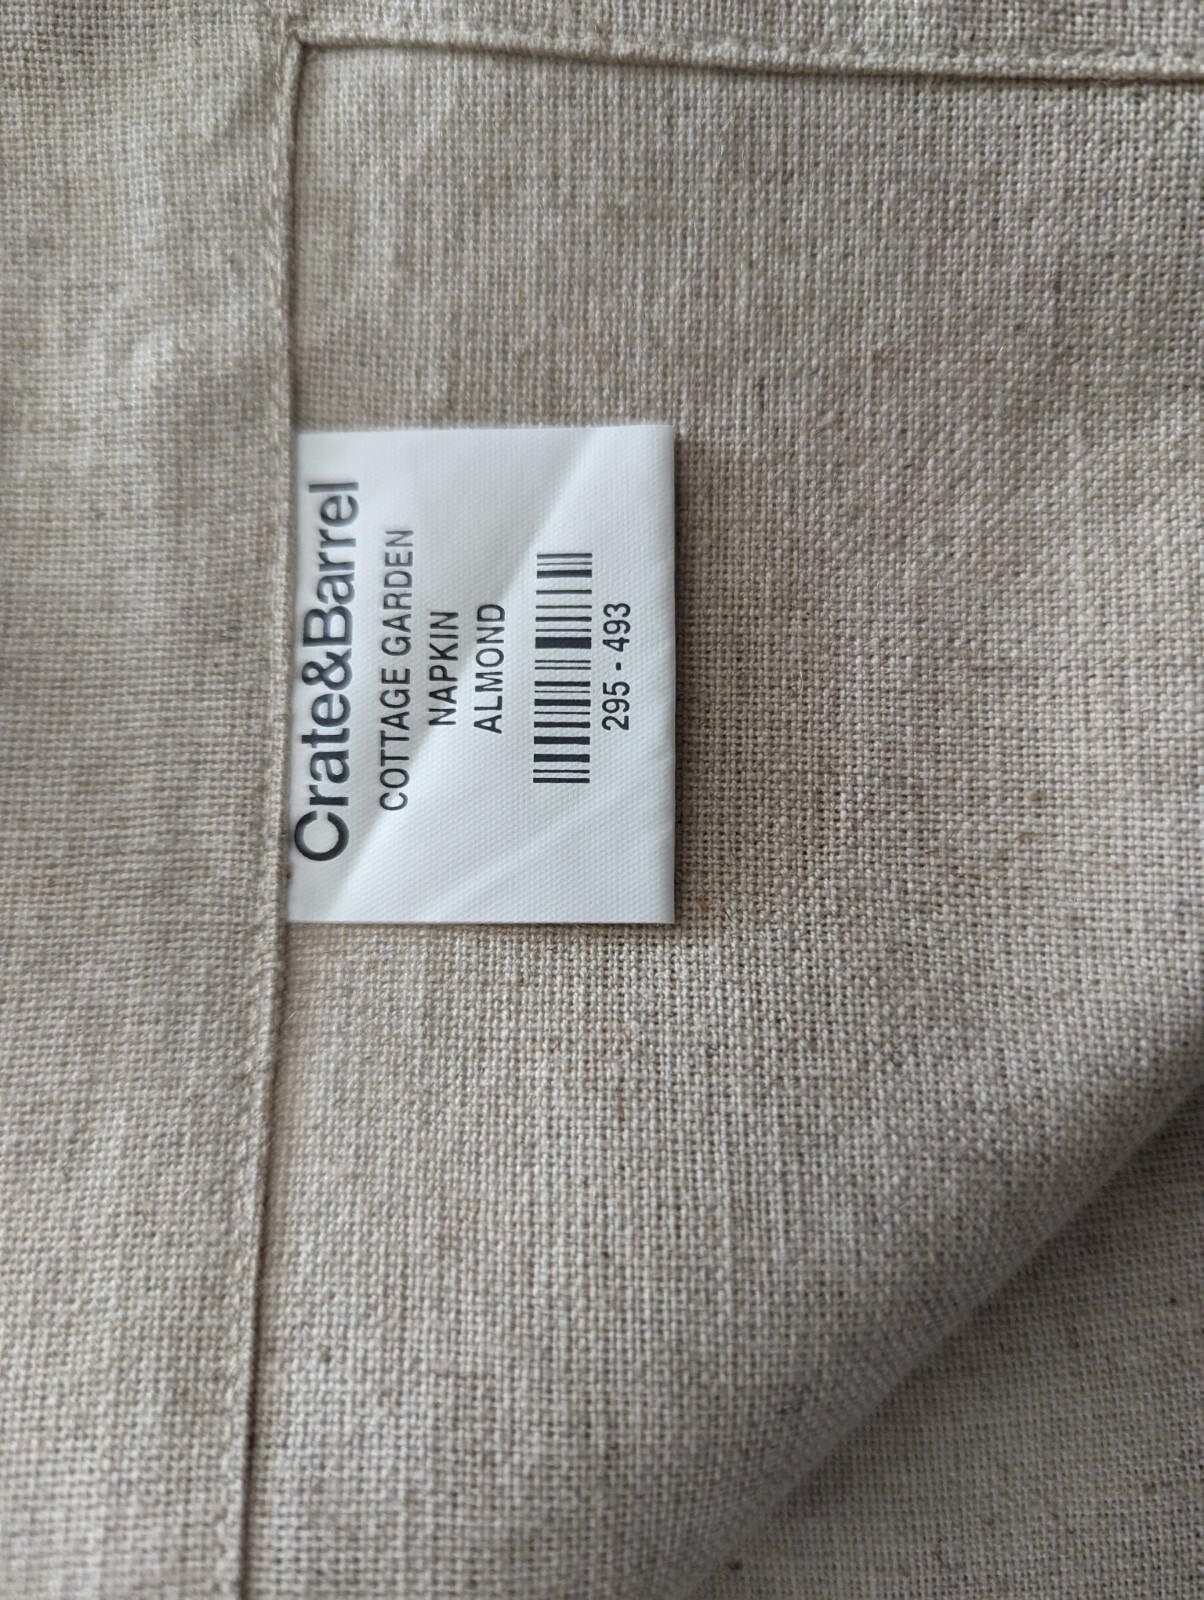 Crate&Barrel
COTTAGE GARDEN
NAPKIN
ALMOND
295 - 493